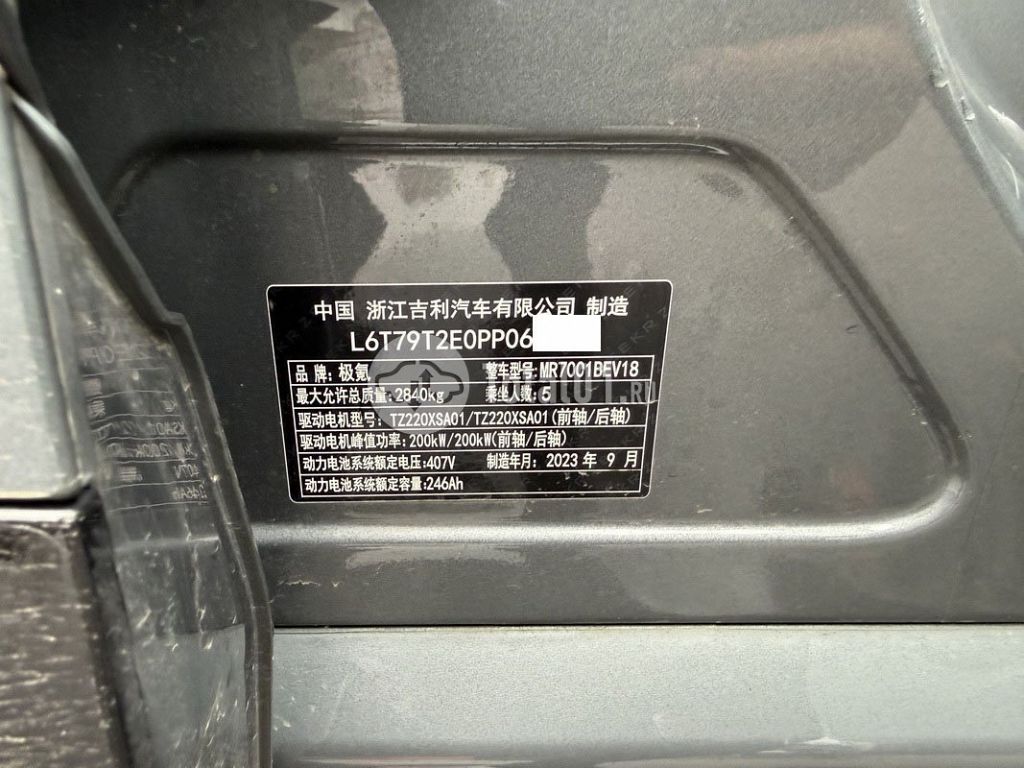 中国 浙江吉利汽车有限公司 制造
L6T79T2E0PP06
品 牌:极氪 整车型号:MR7001BEV18
最大允许总质量:2840kg 乘坐人数:5
驱动电机型号:TZ220XSA01/TZ220XSA01(前轴/后轴)
驱动电机峰值功率:200kW/200kW(前轴/后轴)
动力电池系统额定电压:407V 制造年月:2023 年 9 月
动力电池系统额定容量:246Ah